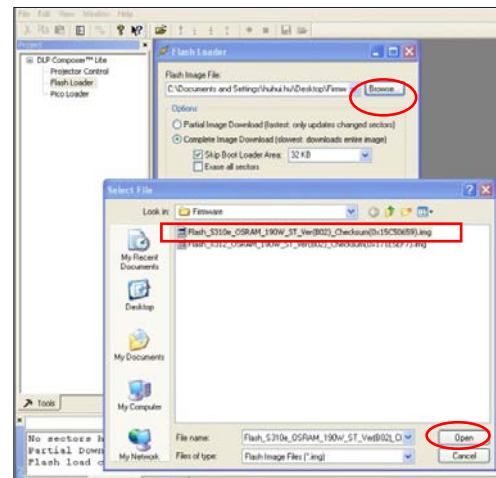 File Edit View Window Help
Project
DLP Composer™ Lite
Projector Control
Flash Loader
Pico Loader
Flash Loader
Flash Image File:
C:\Documents and Settings\huhui.hu\Desktop\Firmw
Browse...
Options
Partial Image Download (fastest: only updates changed sectors)
Complete Image Download (slowest: downloads entire image)
Skip Boot Loader Area: 32 KB
Erase all sectors
Select File
Look in: Firmware
Flash_S310e_OSRAM_190W_ST_Ver(B02)_Checksum(0x15C50659).img
My Recent Documents
Desktop
My Documents
My Computer
My Network
File name: Flash_S310e_OSRAM_190W_ST_Ver(B02)_C
Open
Files of type: Flash Image Files (*.img)
Cancel
Tools
No sectors h
Partial Down
Flash load c